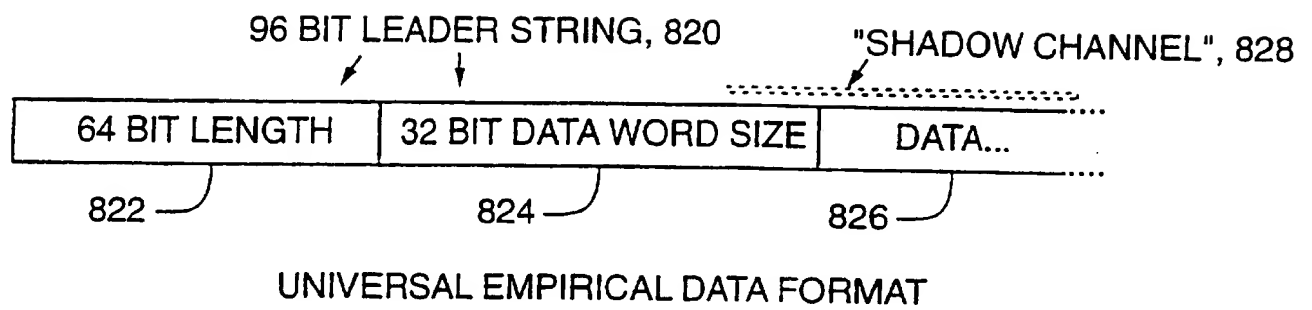 96 BIT LEADER STRING, 820
"SHADOW CHANNEL", 828
64 BIT LENGTH
32 BIT DATA WORD SIZE
DATA...
822
824
826
UNIVERSAL EMPIRICAL DATA FORMAT